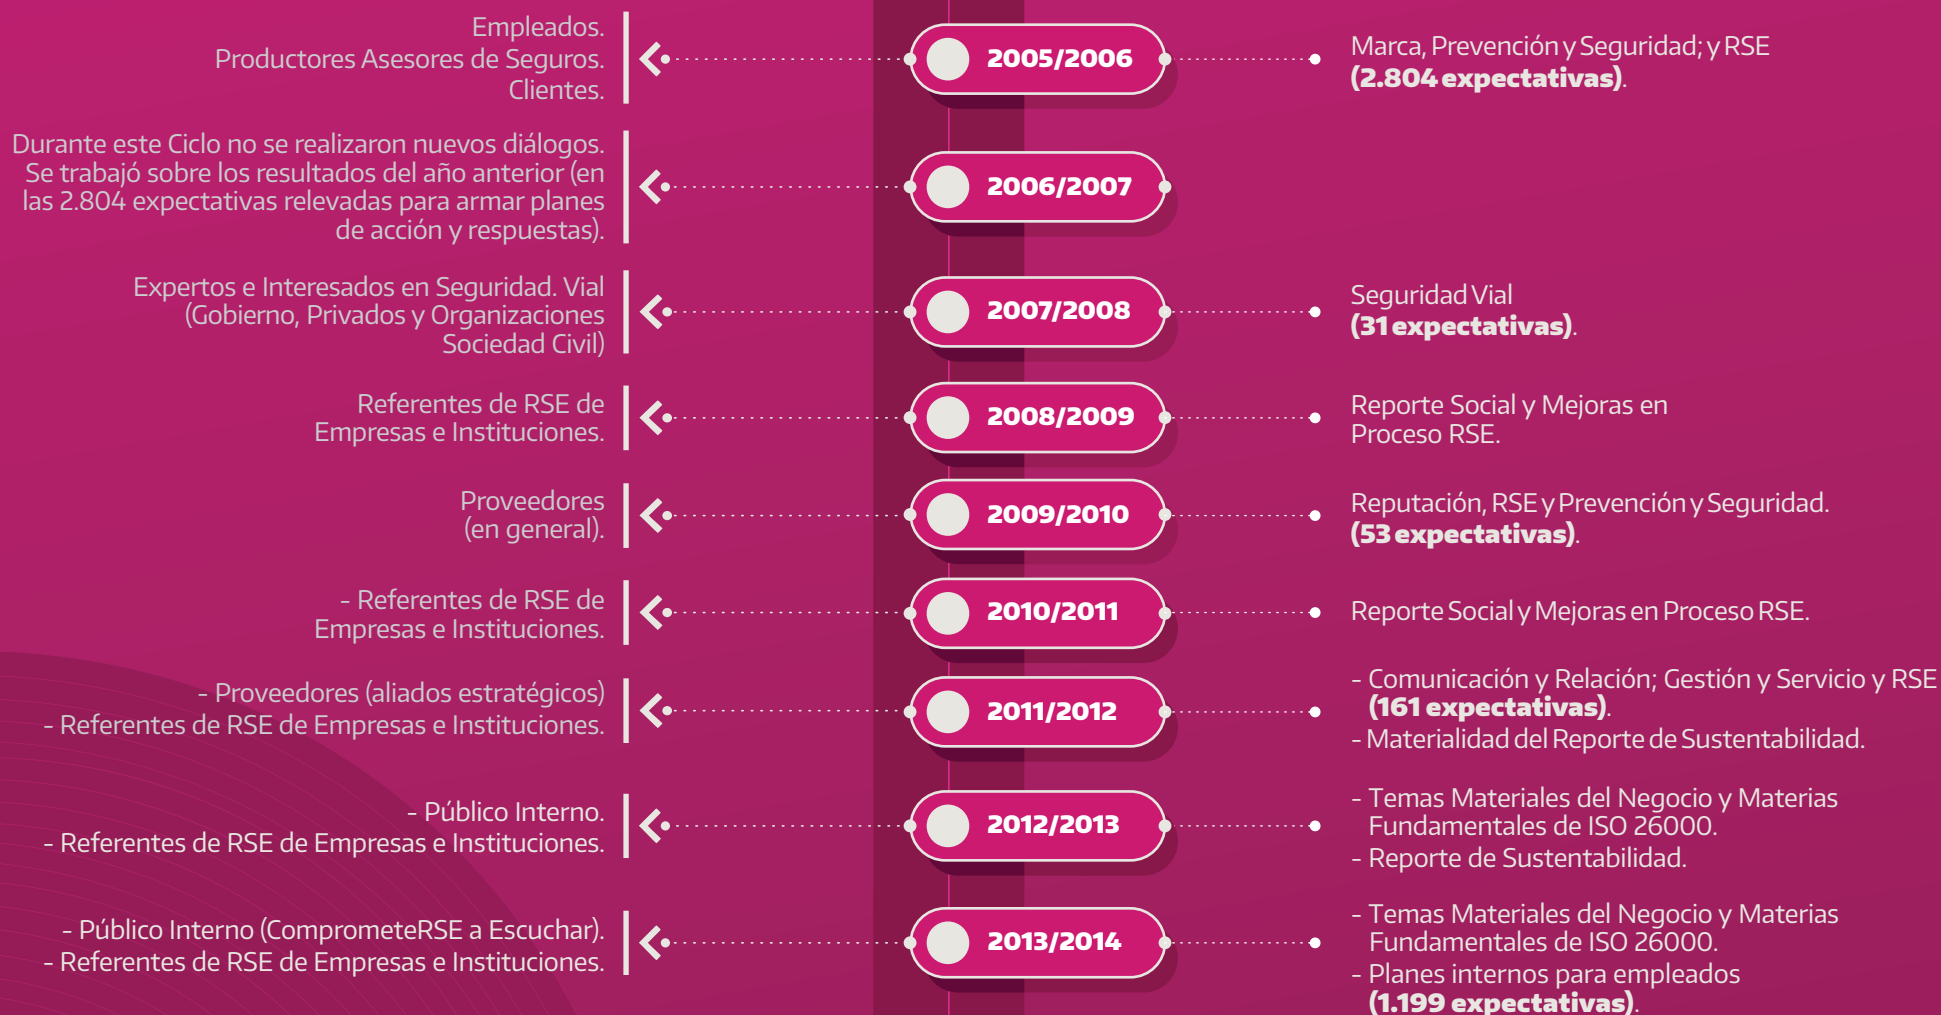 Empleados.
Productores Asesores de Seguros.
Clientes.
2005/2006
Marca, Prevención y Seguridad; y RSE
(2.804 expectativas).
Durante este Ciclo no se realizaron nuevos diálogos.
Se trabajó sobre los resultados del año anterior (en
las 2.804 expectativas relevadas para armar planes
de acción y respuestas).
2006/2007
Expertos e Interesados en Seguridad. Vial
(Gobierno, Privados y Organizaciones
Sociedad Civil)
2007/2008
Seguridad Vial
(31 expectativas).
Referentes de RSE de
Empresas e Instituciones.
2008/2009
Reporte Social y Mejoras en
Proceso RSE.
Proveedores
(en general).
2009/2010
Reputación, RSE y Prevención y Seguridad.
(53 expectativas).
- Referentes de RSE de
Empresas e Instituciones.
2010/2011
Reporte Social y Mejoras en Proceso RSE.
- Proveedores (aliados estratégicos)
- Referentes de RSE de Empresas e Instituciones.
2011/2012
- Comunicación y Relación; Gestión y Servicio y RSE
(161 expectativas).
- Materialidad del Reporte de Sustentabilidad.
- Público Interno.
- Referentes de RSE de Empresas e Instituciones.
2012/2013
- Temas Materiales del Negocio y Materias
Fundamentales de ISO 26000.
- Reporte de Sustentabilidad.
- Público Interno (ComprometeRSE a Escuchar).
- Referentes de RSE de Empresas e Instituciones.
2013/2014
- Temas Materiales del Negocio y Materias
Fundamentales de ISO 26000.
- Planes internos para empleados
(1.199 expectativas).